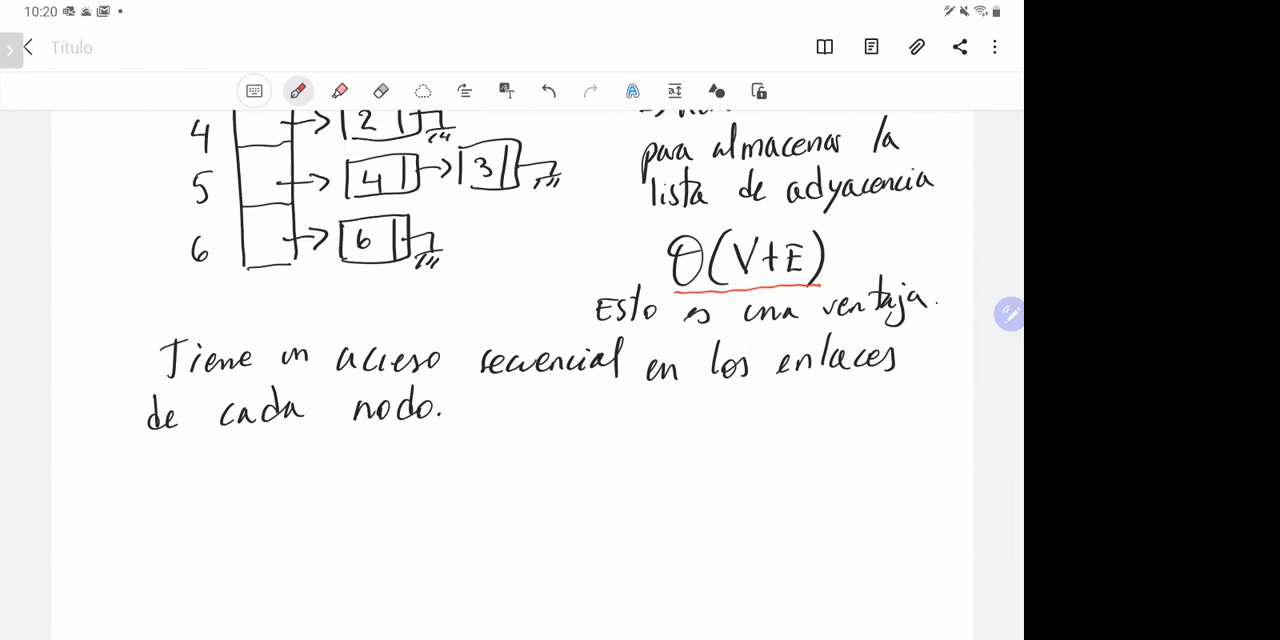 10:20
Título
4 2
para almacenar la
5 4 3
lista de adyacencia
6 6
Θ(V+E)
Esto es una ventaja.
Tiene un acceso secuencial en los enlaces
de cada nodo.